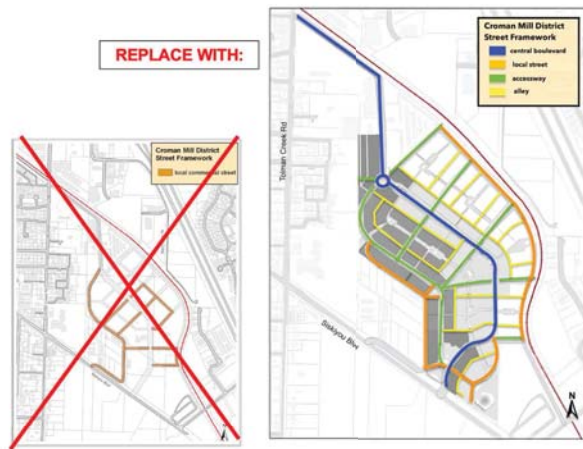 REPLACE WITH:
Croman Mill District
Street Framework
local commercial street
Croman Mill District
Street Framework
central boulevard
local street
accessway
alley
Tolman Creek Rd
Siskiyou Blvd
N